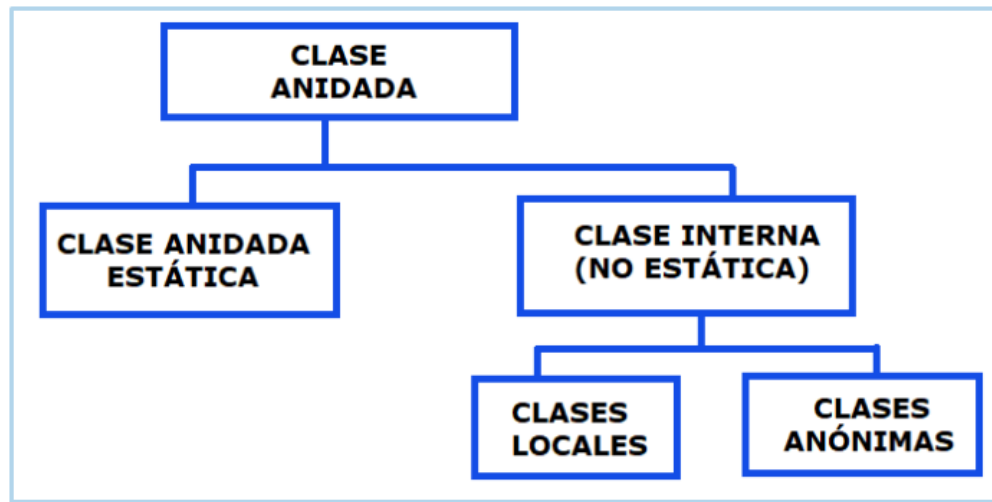 CLASE
ANIDADA
CLASE ANIDADA
ESTÁTICA
CLASE INTERNA
(NO ESTÁTICA)
CLASES
LOCALES
CLASES
ANÓNIMAS